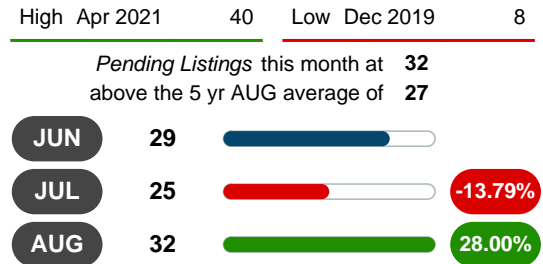 High Apr 2021 40 Low Dec 2019 8
Pending Listings this month at 32
above the 5 yr AUG average of 27
JUN 29
JUL 25 -13.79%
AUG 32 28.00%